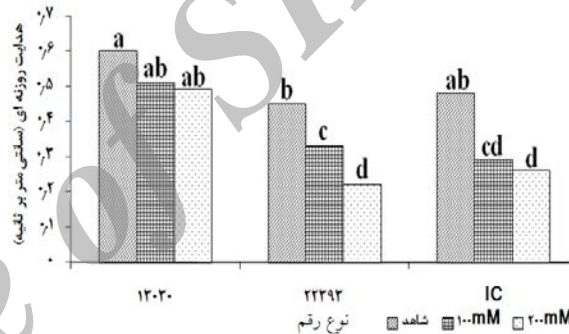 هدایت روزنه ای (سانتی متر بر ثانیه)
۰٫۷
۰٫۶
۰٫۵
۰٫۴
۰٫۳
۰٫۲
۰٫۱
۰
a ab ab
b c d
ab cd d
۱۳۰۳۰ ۲۲۳۹۳ IC
نوع رقم شاهد ۱۰۰mM ۲۰۰mM